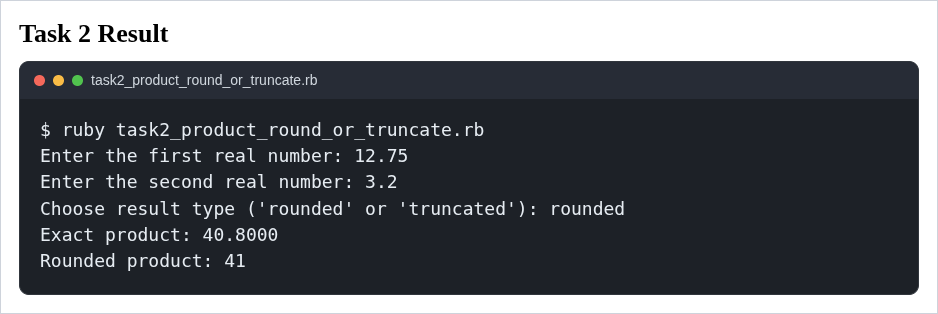 Task 2 Result
task2_product_round_or_truncate.rb
$ ruby task2_product_round_or_truncate.rb
Enter the first real number: 12.75
Enter the second real number: 3.2
Choose result type ('rounded' or 'truncated'): rounded
Exact product: 40.8000
Rounded product: 41